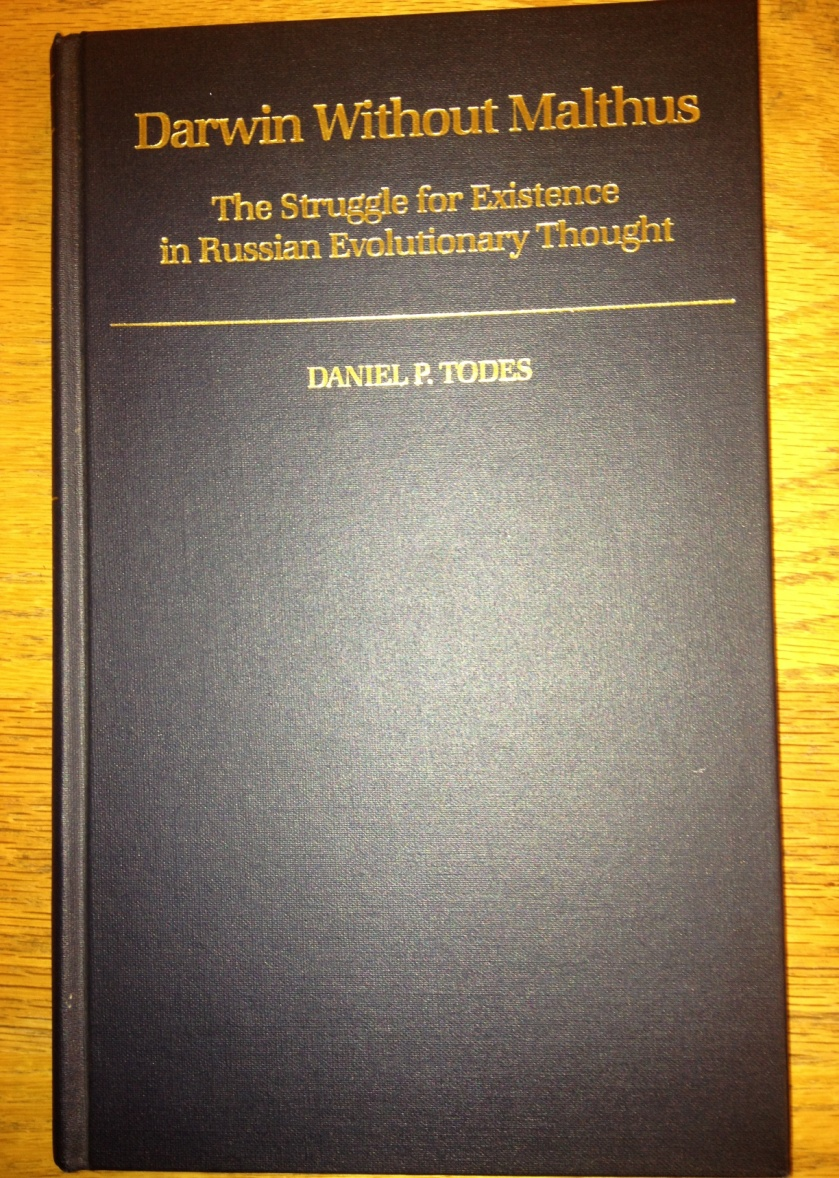 Darwin Without Malthus
The Struggle for Existence
in Russian Evolutionary Thought
DANIEL P. TODES